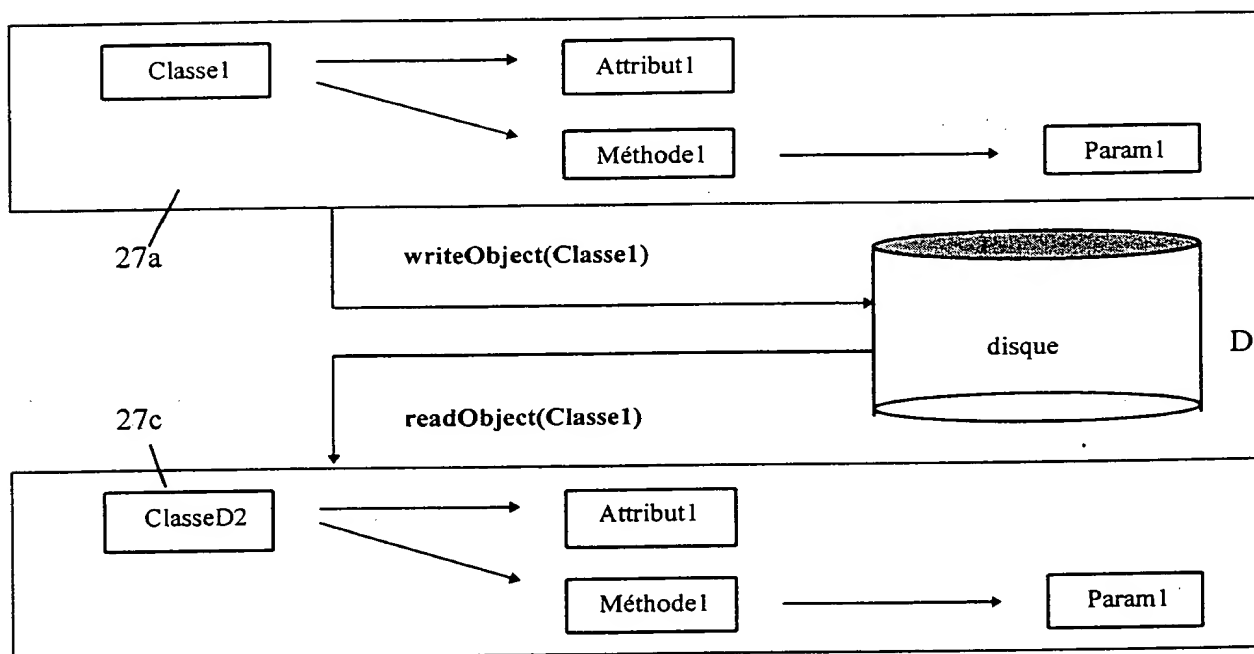 Classe1
Attribut1
Méthode1
Param1
27a
writeObject(Classe1)
disque
D
readObject(Classe1)
27c
ClasseD2
Attribut1
Méthode1
Param1